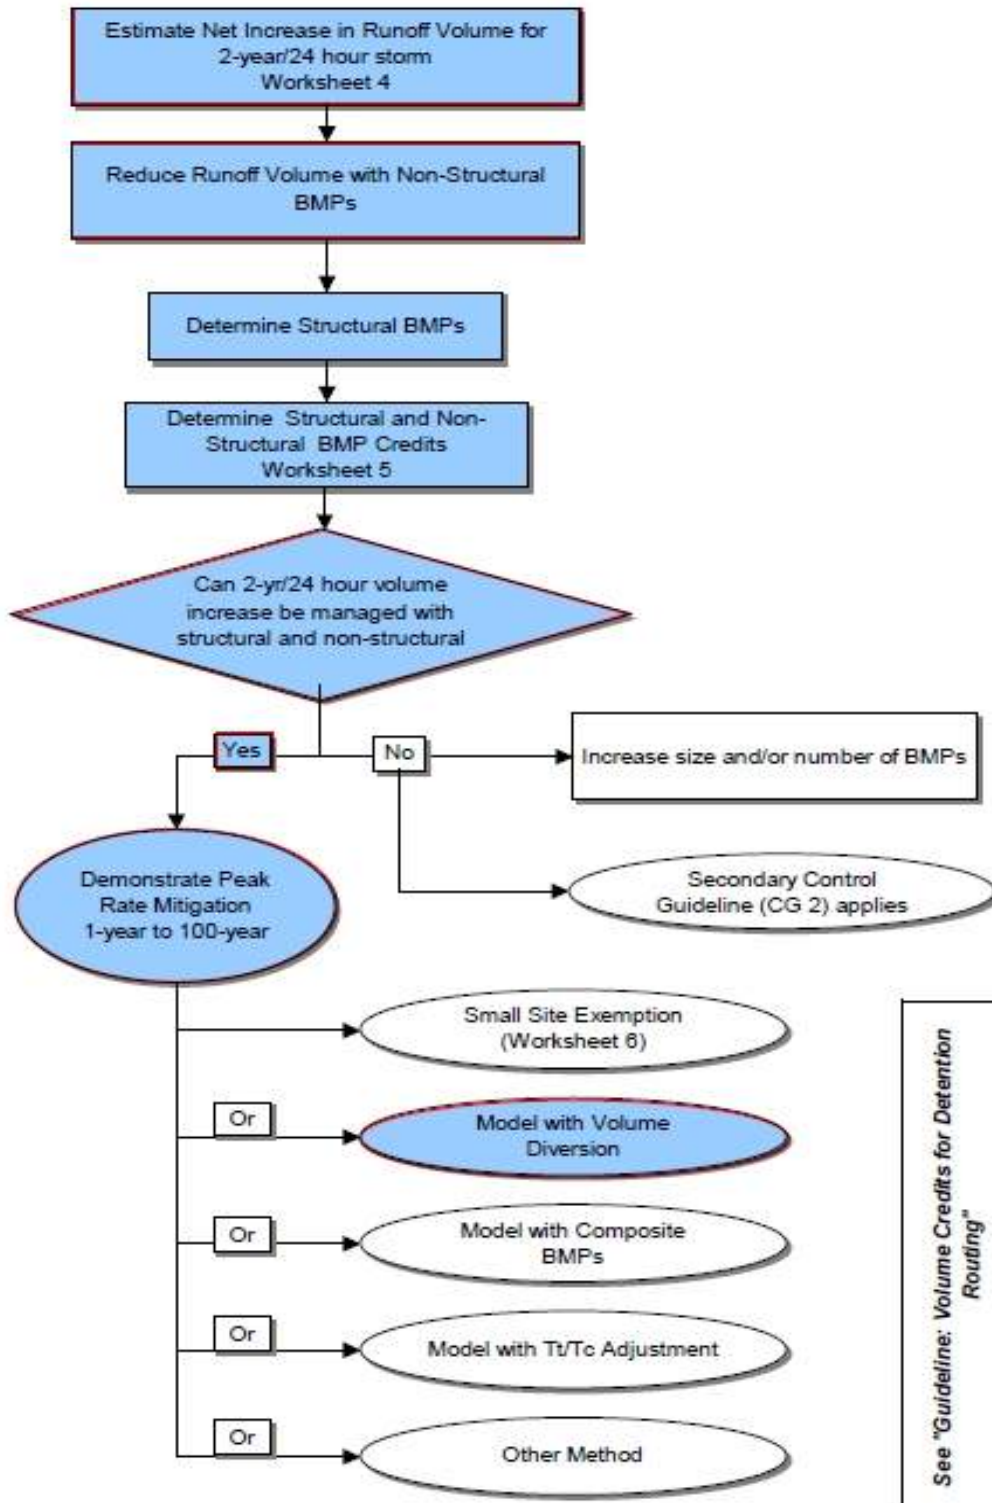 Estimate Net Increase in Runoff Volume for
2-year/24 hour storm
Worksheet 4
Reduce Runoff Volume with Non-Structural
BMPs
Determine Structural BMPs
Determine Structural and Non-
Structural BMP Credits
Worksheet 5
Can 2-yr/24 hour volume
increase be managed with
structural and non-structural
Yes
No
Increase size and/or number of BMPs
Demonstrate Peak
Rate Mitigation
1-year to 100-year
Secondary Control
Guideline (CG 2) applies
Small Site Exemption
(Worksheet 6)
Or
Model with Volume
Diversion
Or
Model with Composite
BMPs
Or
Model with Tt/Tc Adjustment
Or
Other Method
See "Guideline: Volume Credits for Detention
Routing"